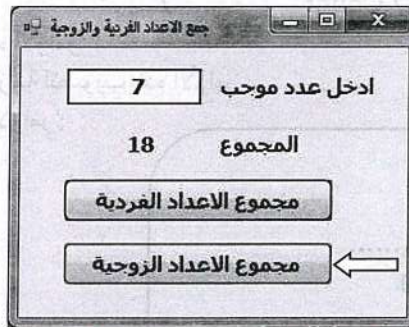 جمع الاعداد الفردية والزوجية
ادخل عدد موجب 7
المجموع 18
مجموع الاعداد الفردية
مجموع الاعداد الزوجية